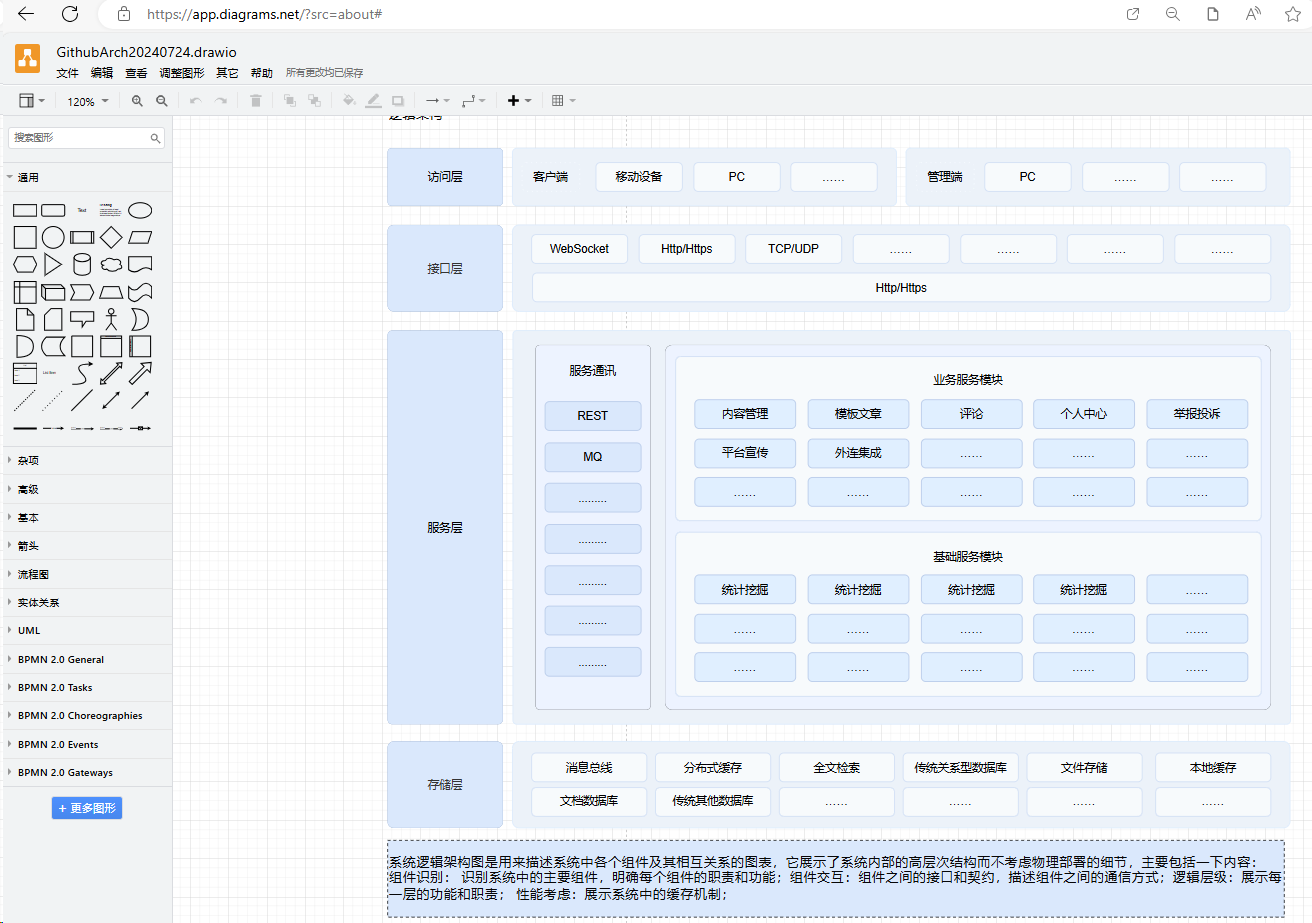 https://app.diagrams.net/?src=about#
GithubArch20240724.drawio
文件 编辑 查看 调整图形 其它 帮助 所有更改均已保存
120%
搜索图形
通用
Text
杂项
高级
基本
箭头
流程图
实体关系
UML
BPMN 2.0 General
BPMN 2.0 Tasks
BPMN 2.0 Choreographies
BPMN 2.0 Events
BPMN 2.0 Gateways
+ 更多图形
逻辑架构
访问层
客户端 移动设备 PC ……
管理端 PC …… ……
接口层
WebSocket Http/Https TCP/UDP …… …… …… ……
Http/Https
服务层
服务通讯
REST
MQ
………
………
………
………
………
业务服务模块
内容管理 模板文章 评论 个人中心 举报投诉
平台宣传 外连集成 …… …… ……
…… …… …… …… ……
基础服务模块
统计挖掘 统计挖掘 统计挖掘 统计挖掘 ……
…… …… …… …… ……
…… …… …… …… ……
存储层
消息总线 分布式缓存 全文检索 传统关系型数据库 文件存储 本地缓存
文档数据库 传统其他数据库 …… …… …… ……
系统逻辑架构图是用来描述系统中各个组件及其相互关系的图表，它展示了系统内部的高层次结构而不考虑物理部署的细节，主要包括一下内容：
组件识别： 识别系统中的主要组件，明确每个组件的职责和功能；组件交互：组件之间的接口和契约，描述组件之间的通信方式；逻辑层级：展示每
一层的功能和职责； 性能考虑：展示系统中的缓存机制；